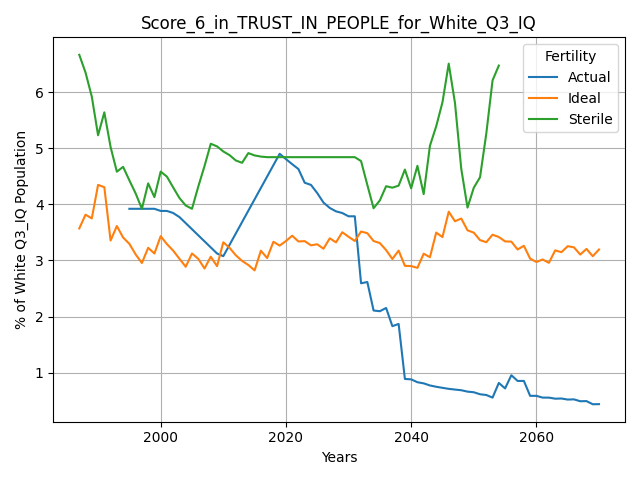 Score_6_in_TRUST_IN_PEOPLE_for_White_Q3_IQ
Fertility
Actual
Ideal
Sterile
% of White Q3_IQ Population
6
5
4
3
2
1
2000 2020 2040 2060
Years